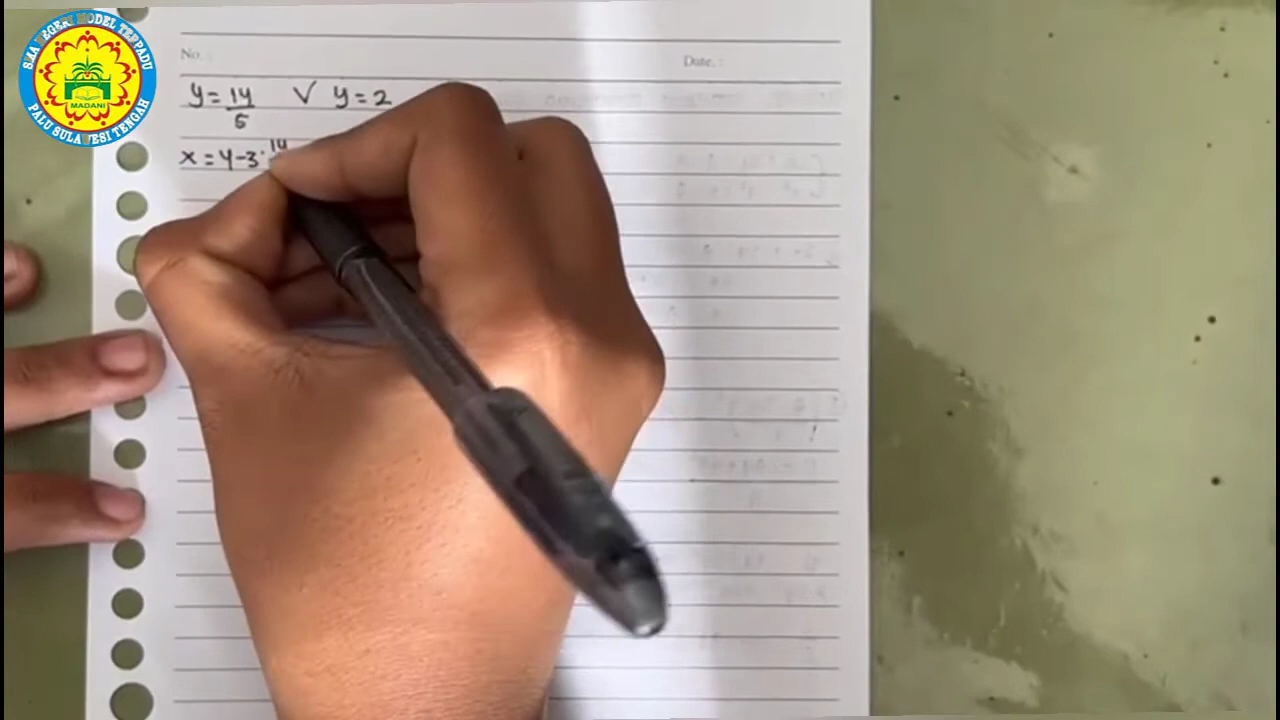 SMA NEGERI MODEL TERPADU
MADANI
PALU SULAWESI TENGAH
No. :
Date. :
y = 14/5 V y = 2
x = 4-3. 14